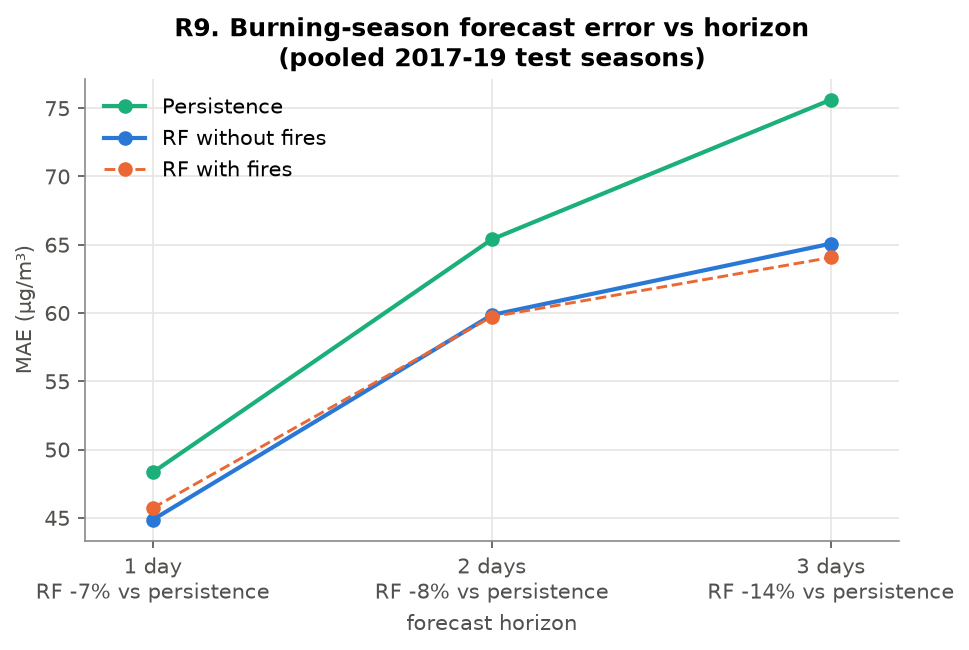 R9. Burning-season forecast error vs horizon
(pooled 2017-19 test seasons)
Persistence
RF without fires
RF with fires
MAE (µg/m³)
75
70
65
60
55
50
45
1 day
RF -7% vs persistence
2 days
RF -8% vs persistence
3 days
RF -14% vs persistence
forecast horizon